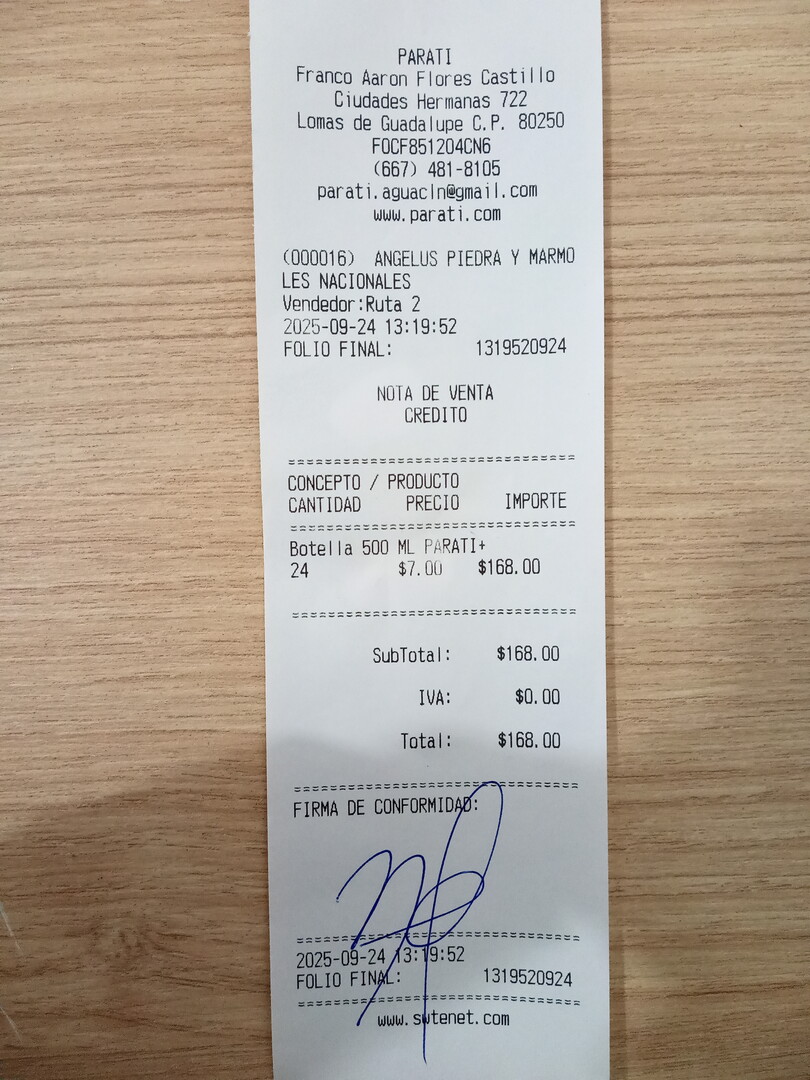 PARATI
Franco Aaron Flores Castillo
Ciudades Hermanas 722
Lomas de Guadalupe C.P. 80250
FOCF851204CN6
(667) 481-8105
parati.aguacln@gmail.com
www.parati.com
(000016) ANGELUS PIEDRA Y MARMO
LES NACIONALES
Vendedor:Ruta 2
2025-09-24 13:19:52
FOLIO FINAL: 1319520924
NOTA DE VENTA
CREDITO
CONCEPTO / PRODUCTO
CANTIDAD PRECIO IMPORTE
Botella 500 ML PARATI+
24 $7.00 $168.00
SubTotal: $168.00
IVA: $0.00
Total: $168.00
FIRMA DE CONFORMIDAD:
2025-09-24 13:19:52
FOLIO FINAL: 1319520924
www.swtenet.com